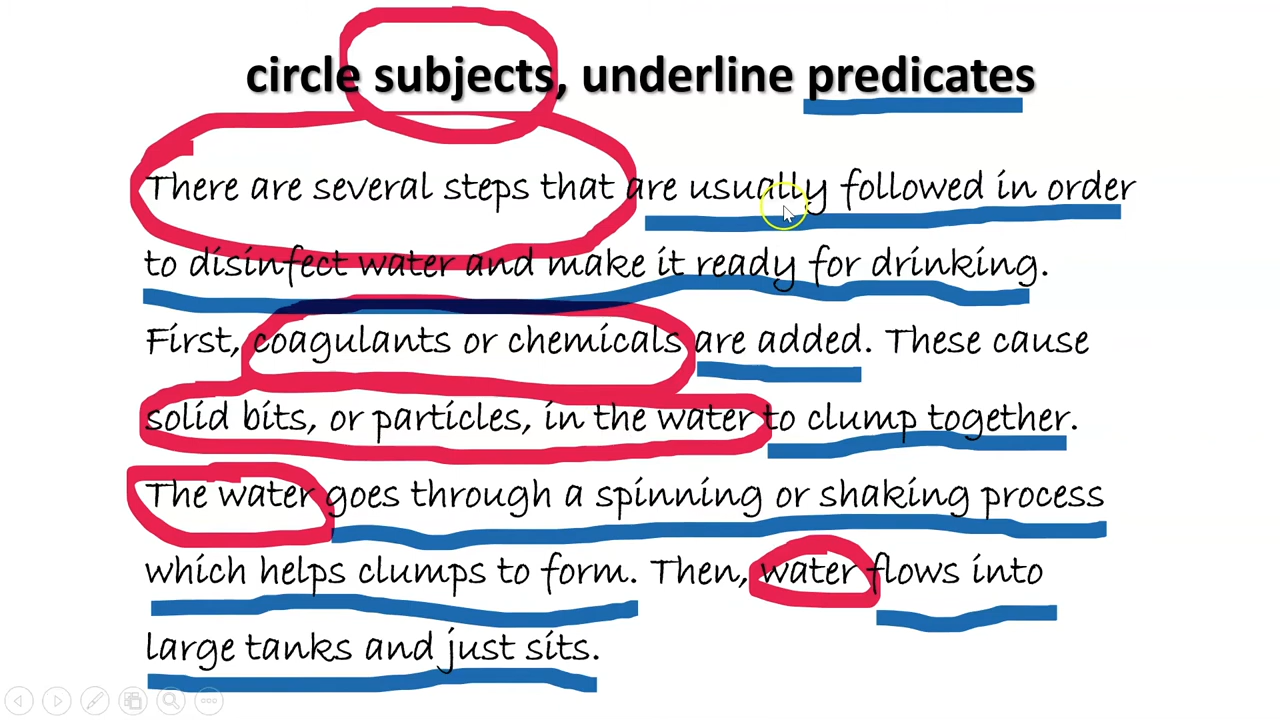 circle subjects, underline predicates
There are several steps that are usually followed in order
to disinfect water and make it ready for drinking.
First, coagulants or chemicals are added. These cause
solid bits, or particles, in the water to clump together.
The water goes through a spinning or shaking process
which helps clumps to form. Then, water flows into
large tanks and just sits.